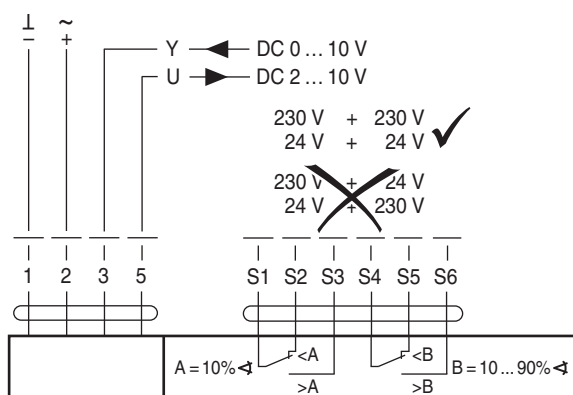 ⊥ ~
– +
Y DC 0 ... 10 V
U DC 2 ... 10 V
230 V + 230 V
24 V + 24 V
230 V + 24 V
24 V + 230 V
1 2 3 5 S1 S2 S3 S4 S5 S6
A = 10% ∢ <A <B B = 10 ... 90% ∢
>A >B